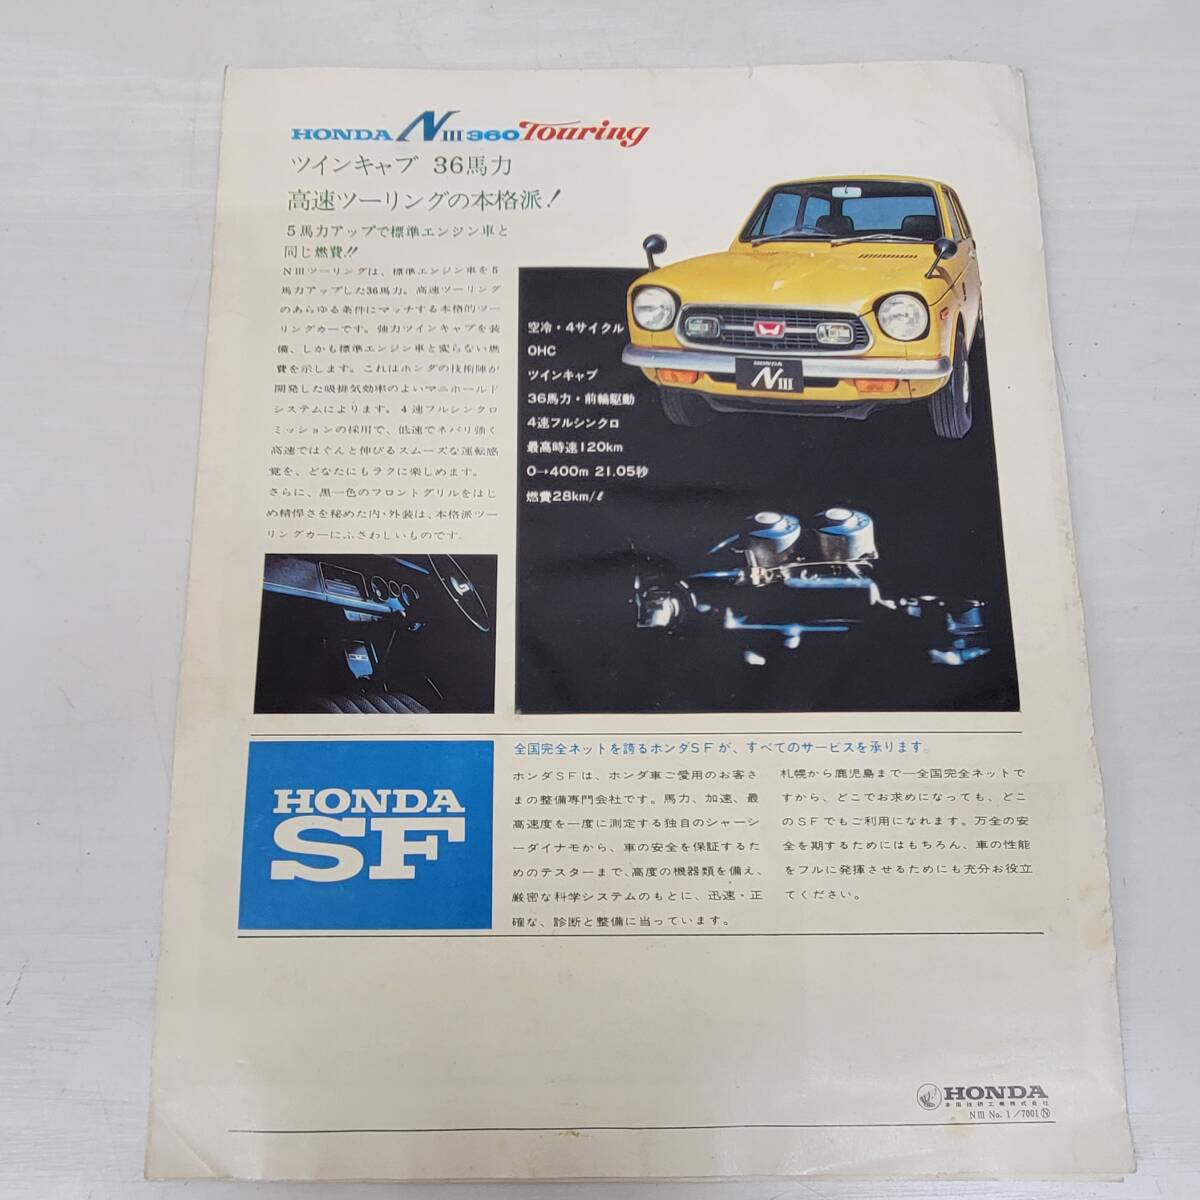 HONDA NIII360 Touring
ツインキャブ 36馬力
高速ツーリングの本格派!
5馬力アップで標準エンジン車と
同じ燃費!!
NIIIツーリングは、標準エンジン車を5
馬力アップした36馬力。高速ツーリング
のあらゆる条件にマッチする本格的ツー
リングカーです。強力ツインキャブを装
備、しかも標準エンジン車と変らない燃
費を示します。これはホンダの技術陣が
開発した吸排気効率のよいマニホールド
システムによります。4速フルシンクロ
ミッションの採用で、低速でネバリ強く
高速ではぐんと伸びるスムーズな運転感
覚を、どなたにもラクに楽しめます。
さらに、黒一色のフロントグリルをはじ
め精悍さを秘めた内・外装は、本格派ツー
リングカーにふさわしいものです。
空冷・4サイクル
OHC
ツインキャブ
36馬力・前輪駆動
4速フルシンクロ
最高時速120km
0→400m 21.05秒
燃費28km/ℓ
HONDA
NIII
HONDA
SF
全国完全ネットを誇るホンダSFが、すべてのサービスを承ります。
ホンダSFは、ホンダ車ご愛用のお客さ
まの整備専門会社です。馬力、加速、最
高速度を一度に測定する独自のシャーシ
ーダイナモから、車の安全を保証するた
めのテスターまで、高度の機器類を備え、
厳密な科学システムのもとに、迅速・正
確な、診断と整備に当っています。
札幌から鹿児島まで—全国完全ネットで
すから、どこでお求めになっても、どこ
のSFでもご利用になれます。万全の安
全を期するためにはもちろん、車の性能
をフルに発揮させるためにも充分お役立
てください。
HONDA
本田技研工業株式会社
NIII No.1/7001Ⓝ